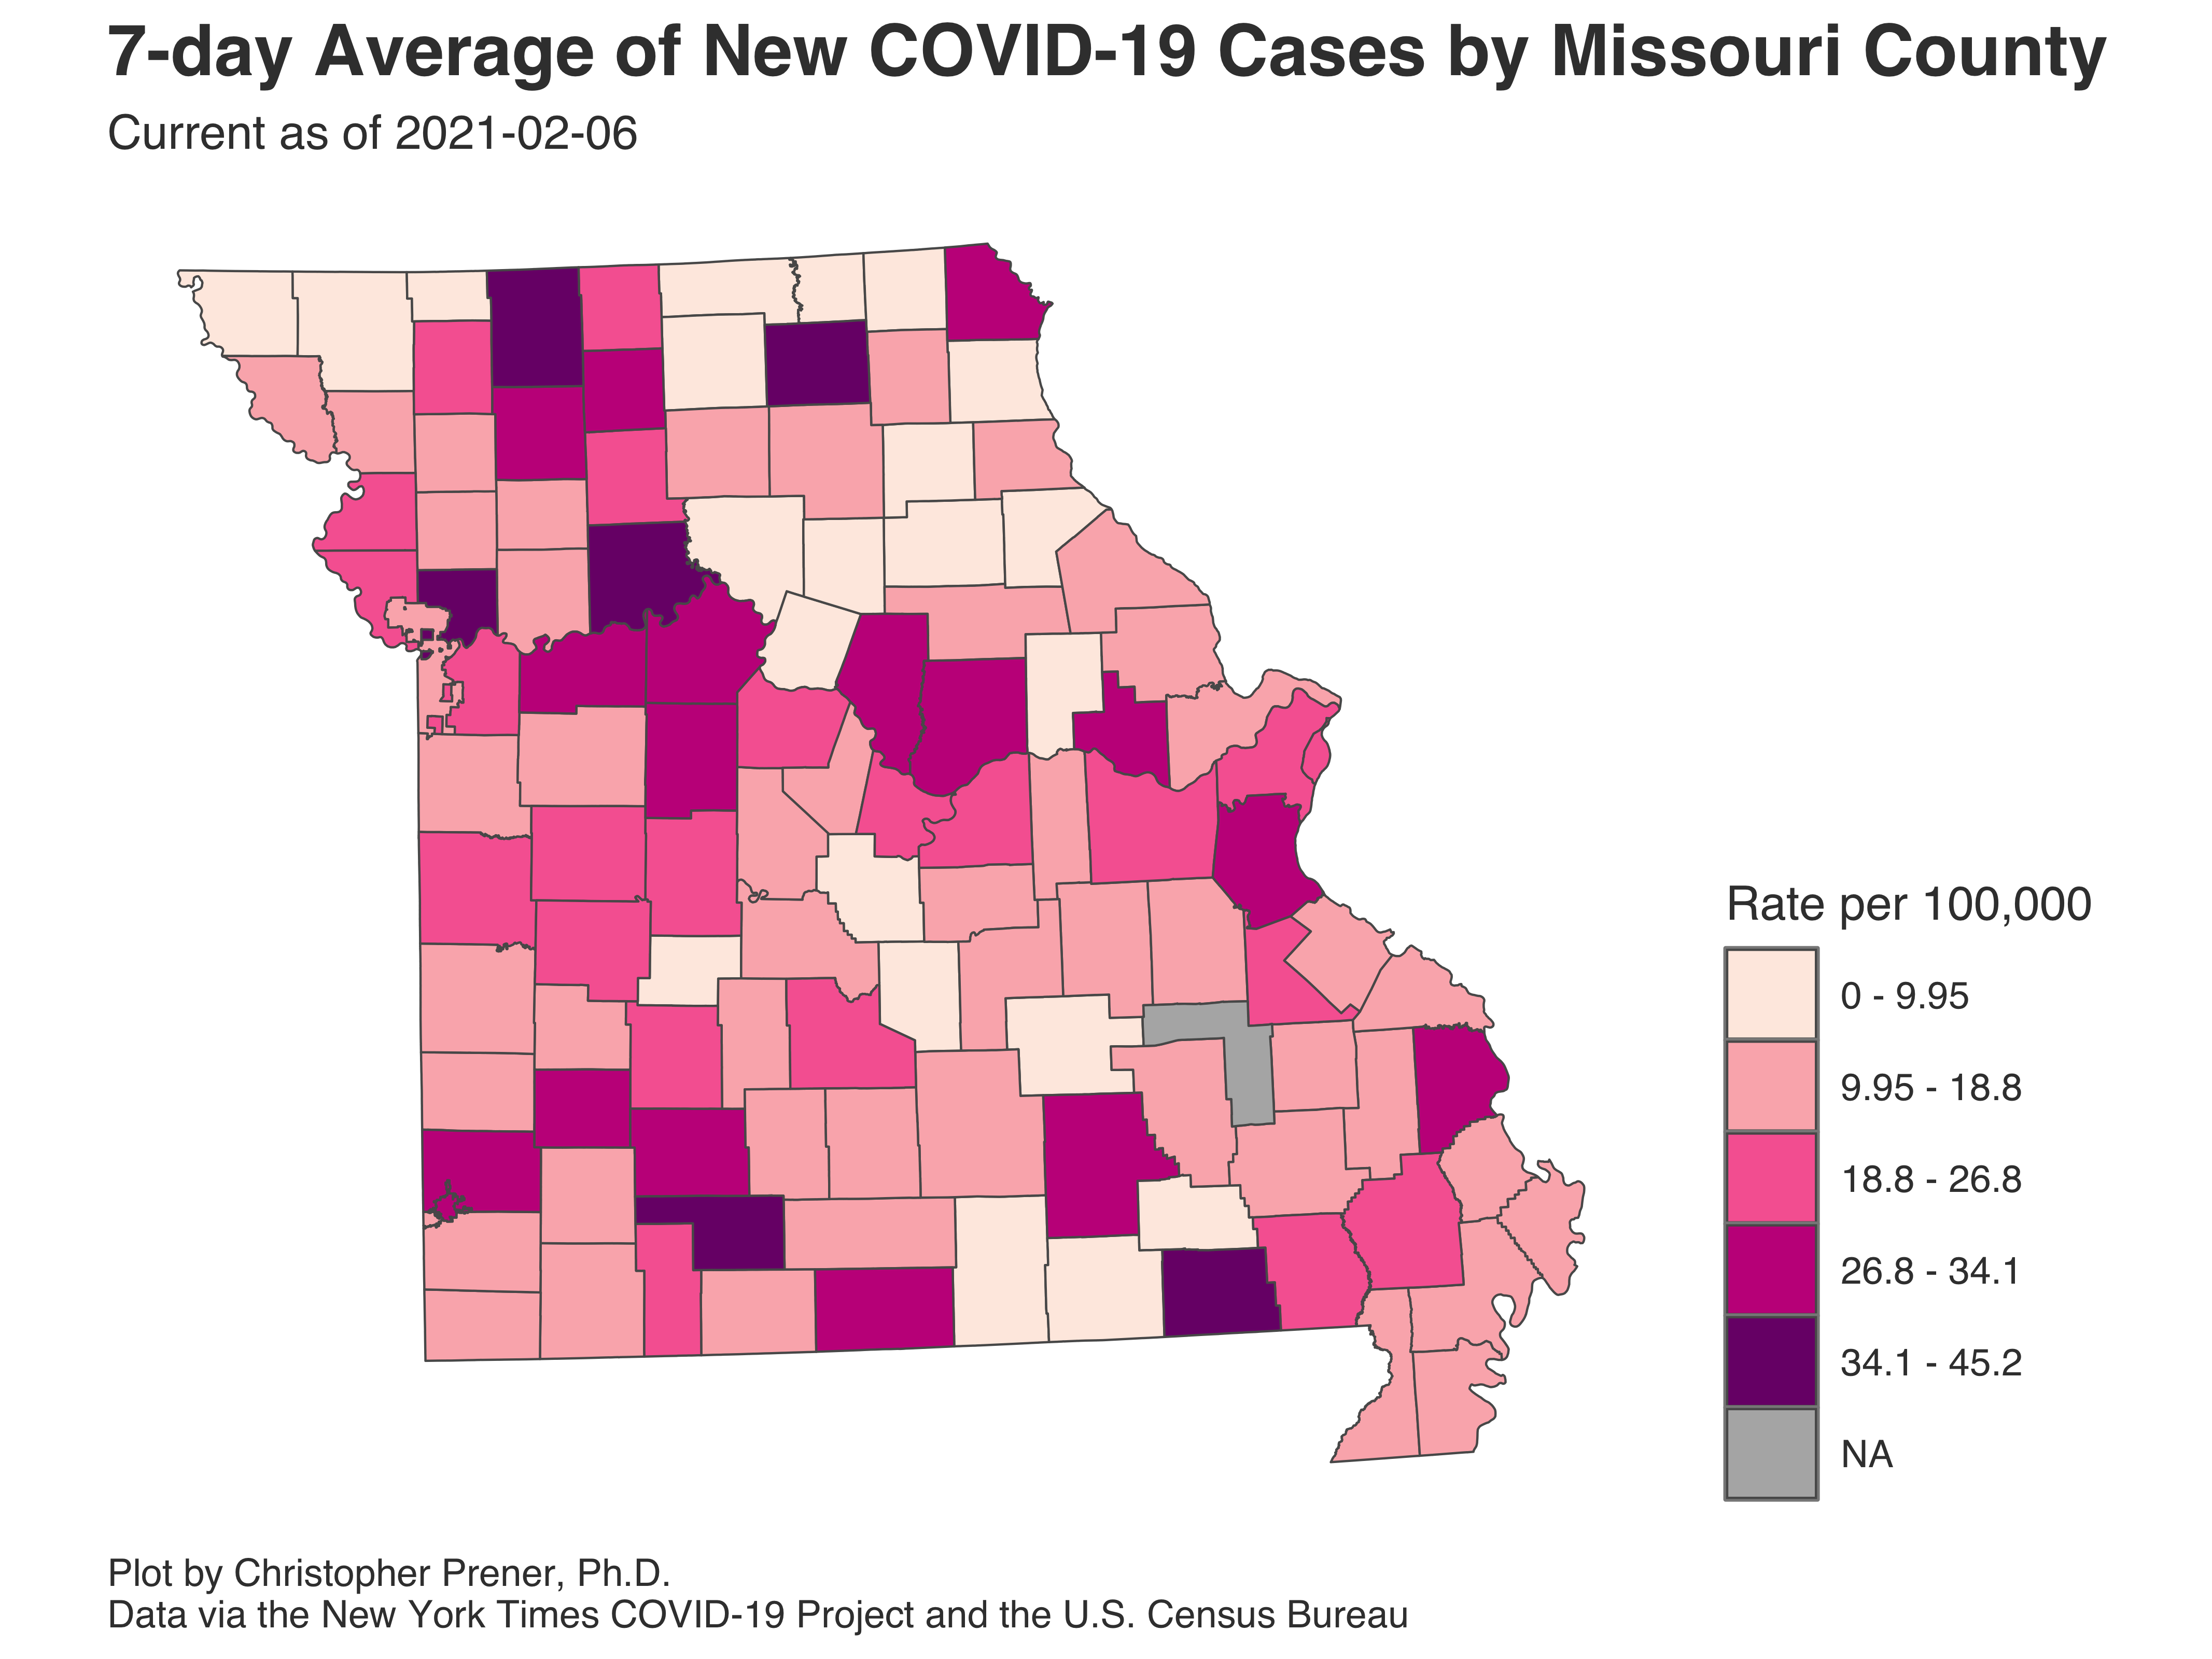 7-day Average of New COVID-19 Cases by Missouri County
Current as of 2021-02-06
Rate per 100,000
0 - 9.95
9.95 - 18.8
18.8 - 26.8
26.8 - 34.1
34.1 - 45.2
NA
Plot by Christopher Prener, Ph.D.
Data via the New York Times COVID-19 Project and the U.S. Census Bureau